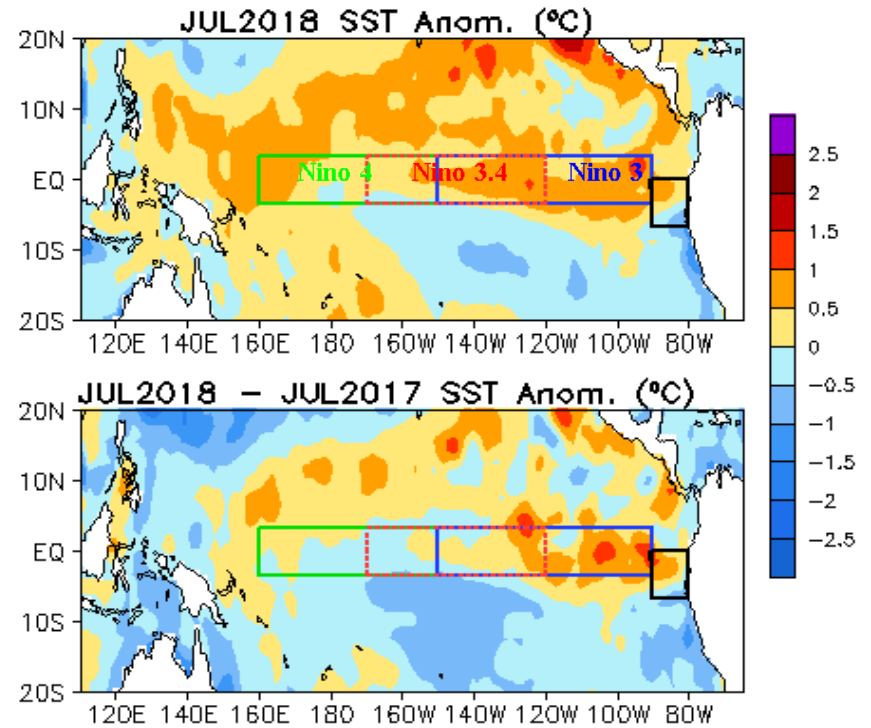 JUL2018 SST Anom. (ºC)
20N
10N
EQ
10S
20S
Nino 4
Nino 3.4
Nino 3
120E 140E 160E 180 160W 140W 120W 100W 80W
2.5
2
1.5
1
0.5
0
−0.5
−1
−1.5
−2
−2.5
JUL2018 − JUL2017 SST Anom. (ºC)
20N
10N
EQ
10S
20S
120E 140E 160E 180 160W 140W 120W 100W 80W